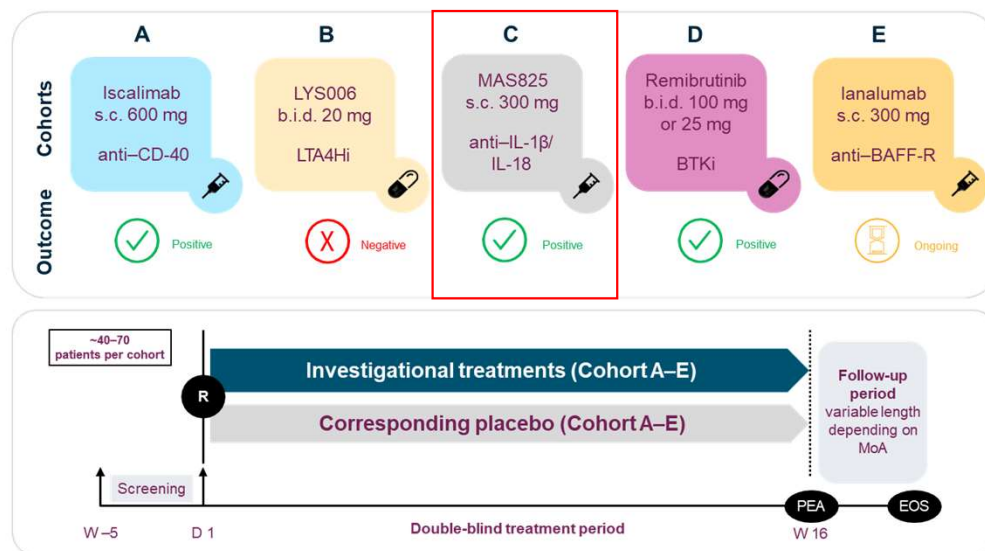 A B C D E
Cohorts
Iscalimab
s.c. 600 mg
anti–CD-40
LYS006
b.i.d. 20 mg
LTA4Hi
MAS825
s.c. 300 mg
anti–IL-1β/
IL-18
Remibrutinib
b.i.d. 100 mg
or 25 mg
BTKi
Ianalumab
s.c. 300 mg
anti–BAFF-R
Outcome
Positive
X Negative
Positive
Positive
Ongoing
~40–70
patients per cohort
R
Investigational treatments (Cohort A–E)
Corresponding placebo (Cohort A–E)
Follow-up
period
variable length
depending on
MoA
Screening
PEA
EOS
W –5
D 1
Double-blind treatment period
W 16